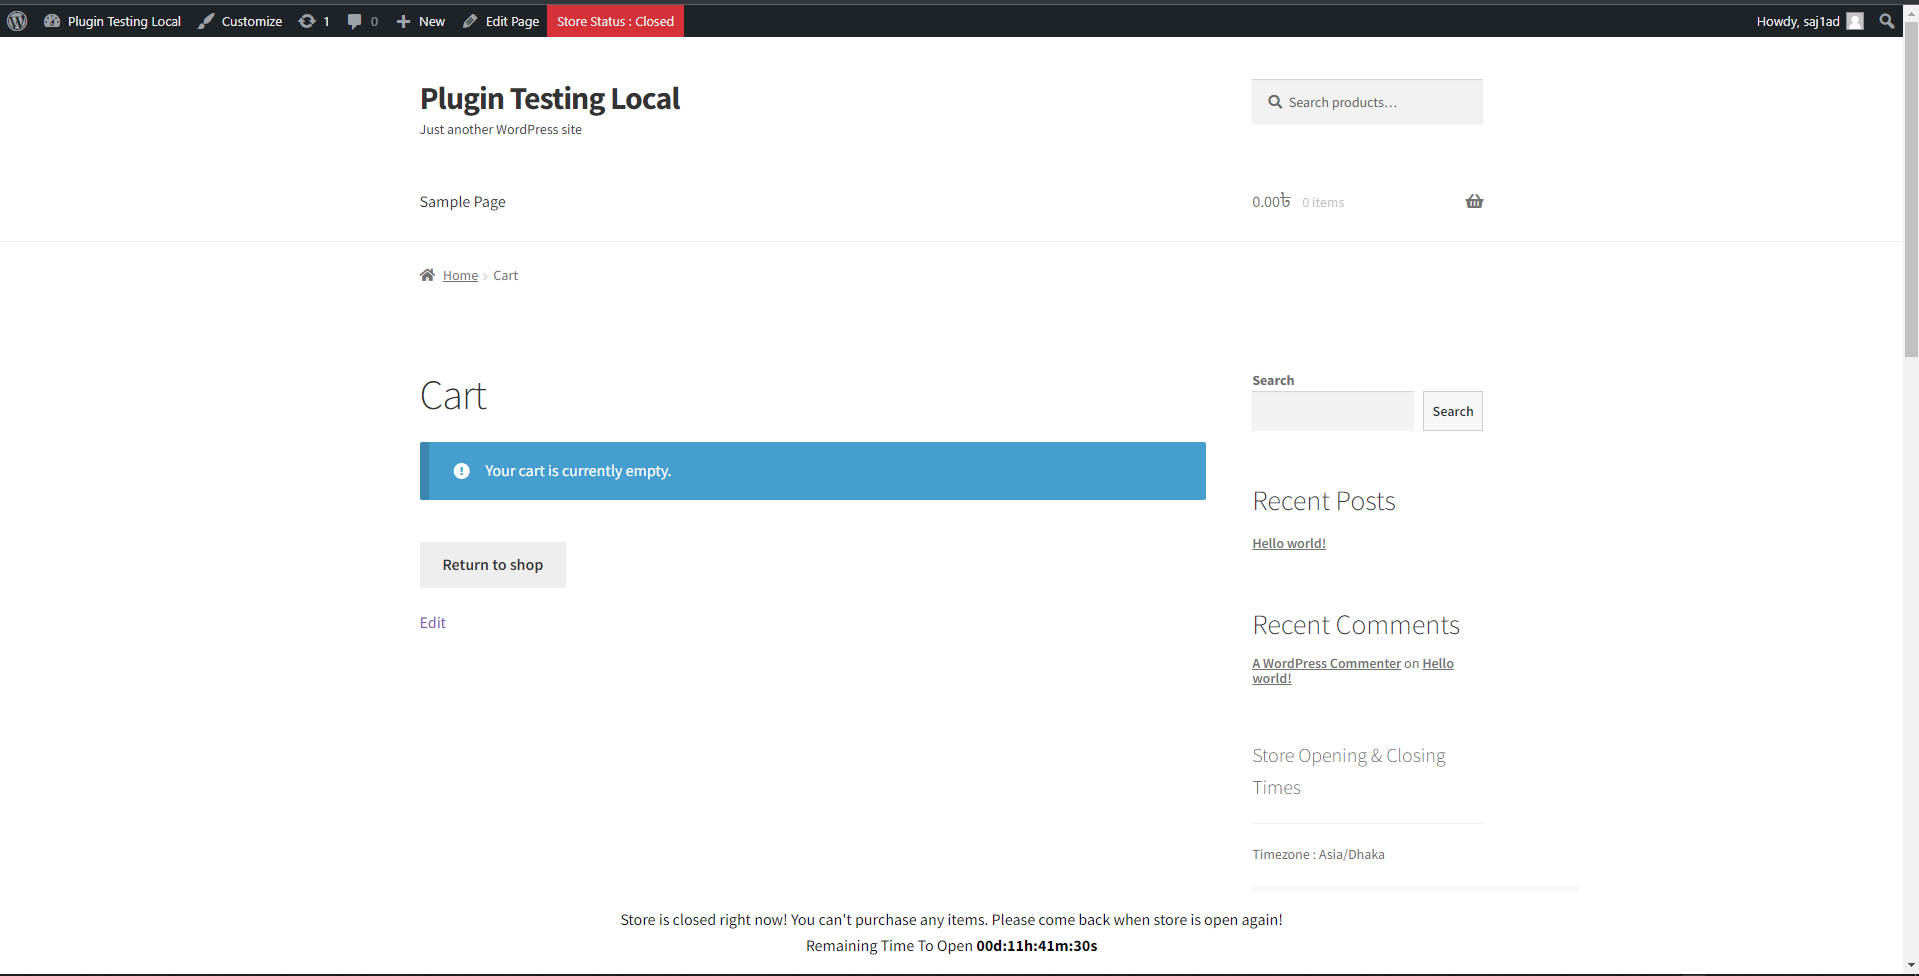 Plugin Testing Local
Customize
1
0
New
Edit Page
Store Status : Closed
Howdy, saj1ad
Plugin Testing Local
Just another WordPress site
Search products…
Sample Page
0.00৳ 0 items
Home › Cart
Cart
Your cart is currently empty.
Return to shop
Edit
Search
Search
Recent Posts
Hello world!
Recent Comments
A WordPress Commenter on Hello
world!
Store Opening & Closing
Times
Timezone : Asia/Dhaka
Store is closed right now! You can't purchase any items. Please come back when store is open again!
Remaining Time To Open 00d:11h:41m:30s